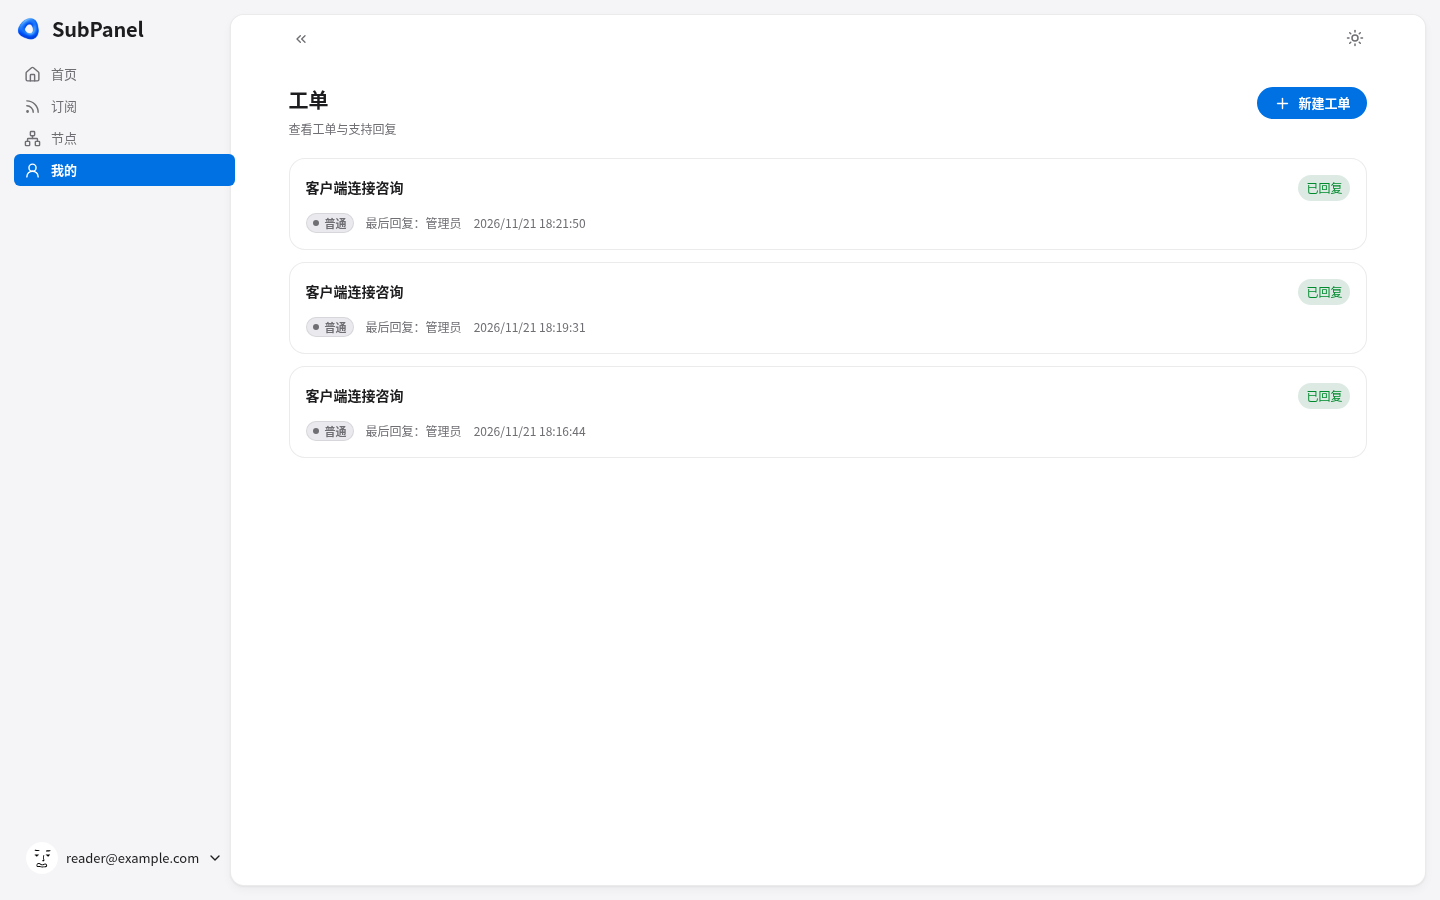 SubPanel
首页
订阅
节点
我的
工单
查看工单与支持回复
新建工单
客户端连接咨询
已回复
普通 最后回复：管理员 2026/11/21 18:21:50
客户端连接咨询
已回复
普通 最后回复：管理员 2026/11/21 18:19:31
客户端连接咨询
已回复
普通 最后回复：管理员 2026/11/21 18:16:44
reader@example.com